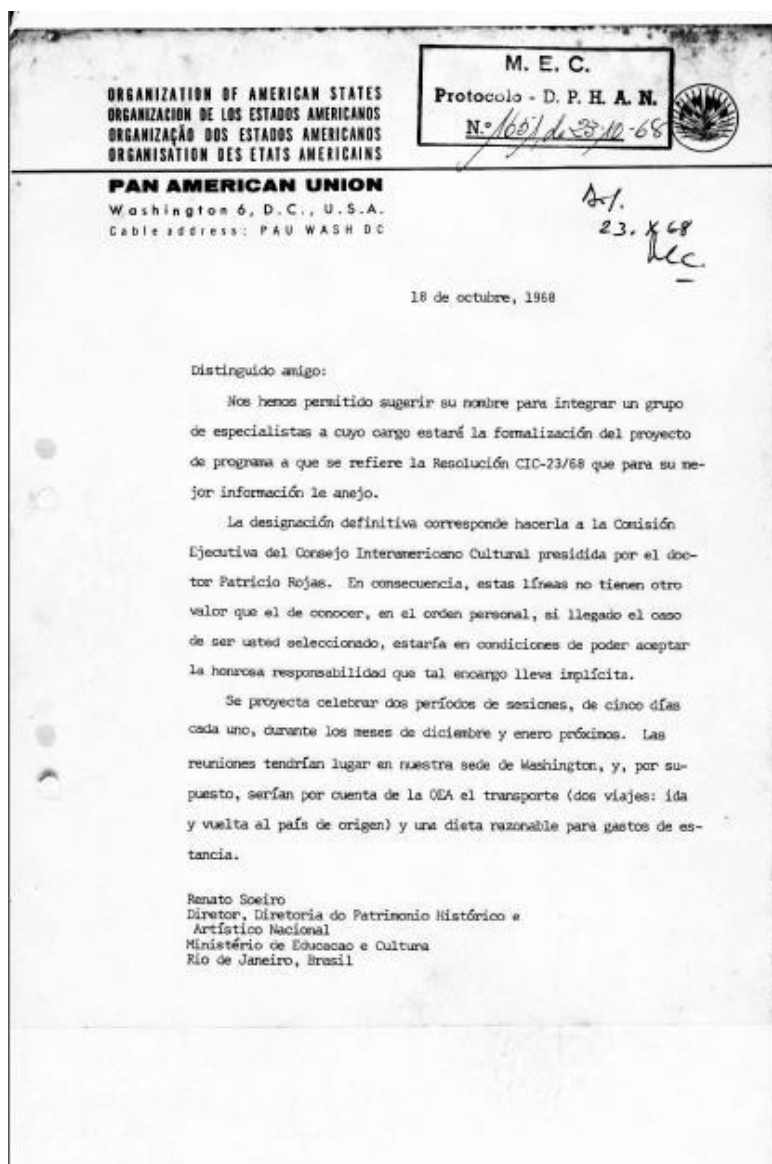 ORGANIZATION OF AMERICAN STATES
ORGANIZACION DE LOS ESTADOS AMERICANOS
ORGANIZAÇÃO DOS ESTADOS AMERICANOS
ORGANISATION DES ETATS AMERICAINS
M. E. C.
Protocolo - D. P. H. A. N.
N.º 1651 de 23-10-68
PAN AMERICAN UNION
Washington 6, D.C., U.S.A.
Cable address: PAU WASH DC
23. X 68
18 de octubre, 1968
Distinguido amigo:
Nos hemos permitido sugerir su nombre para integrar un grupo
de especialistas a cuyo cargo estará la formalización del proyecto
de programa a que se refiere la Resolución CIC-23/68 que para su me-
jor información le anejo.
La designación definitiva corresponde hacerla a la Comisión
Ejecutiva del Consejo Interamericano Cultural presidida por el doc-
tor Patricio Rojas. En consecuencia, estas líneas no tienen otro
valor que el de conocer, en el orden personal, si llegado el caso
de ser usted seleccionado, estaría en condiciones de poder aceptar
la honrosa responsabilidad que tal encargo lleva implícita.
Se proyecta celebrar dos períodos de sesiones, de cinco días
cada uno, durante los meses de diciembre y enero próximos. Las
reuniones tendrían lugar en nuestra sede de Washington, y, por su-
puesto, serían por cuenta de la OEA el transporte (dos viajes: ida
y vuelta al país de origen) y una dieta razonable para gastos de es-
tancia.
Renato Soeiro
Diretor, Diretoria do Patrimonio Histórico e
Artístico Nacional
Ministério de Educacao e Cultura
Rio de Janeiro, Brasil